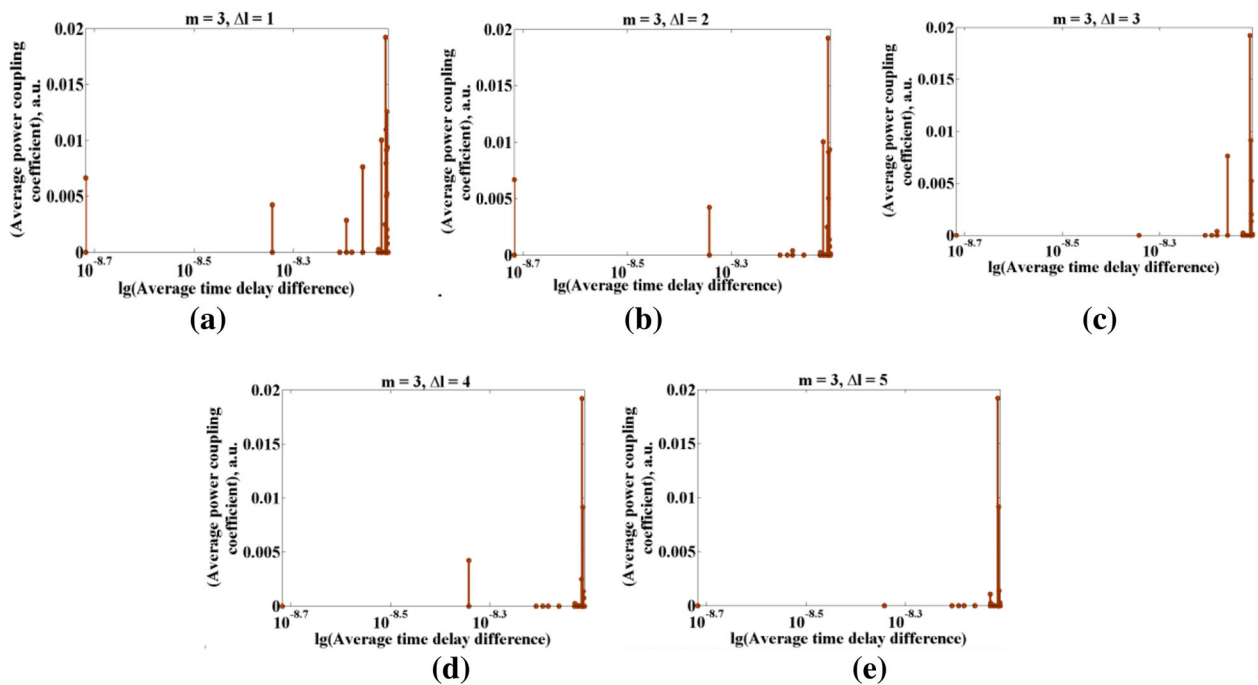 m = 3, Δl = 1
(Average power coupling
coefficient), a.u.
0.02
0.015
0.01
0.005
0
10^-8.7
10^-8.5
10^-8.3
lg(Average time delay difference)
(a)
m = 3, Δl = 2
(Average power coupling
coefficient), a.u.
0.02
0.015
0.01
0.005
0
10^-8.7
10^-8.5
10^-8.3
lg(Average time delay difference)
(b)
m = 3, Δl = 3
(Average power coupling
coefficient), a.u.
0.02
0.015
0.01
0.005
0
10^-8.7
10^-8.5
10^-8.3
lg(Average time delay difference)
(c)
m = 3, Δl = 4
(Average power coupling
coefficient), a.u.
0.02
0.015
0.01
0.005
0
10^-8.7
10^-8.5
10^-8.3
lg(Average time delay difference)
(d)
m = 3, Δl = 5
(Average power coupling
coefficient), a.u.
0.02
0.015
0.01
0.005
0
10^-8.7
10^-8.5
10^-8.3
lg(Average time delay difference)
(e)